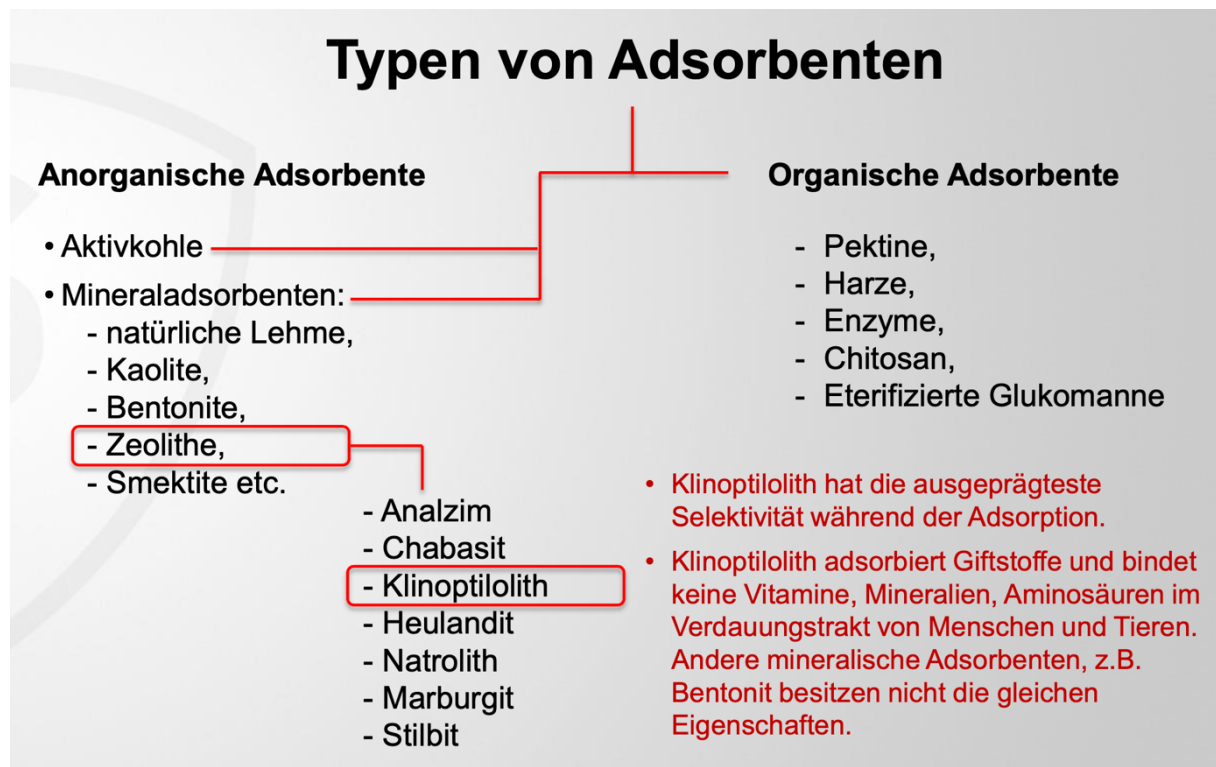 Typen von Adsorbenten
Anorganische Adsorbente
• Aktivkohle
• Mineraladsorbenten:
- natürliche Lehme,
- Kaolite,
- Bentonite,
- Zeolithe,
- Smektite etc.
- Analzim
- Chabasit
- Klinoptilolith
- Heulandit
- Natrolith
- Marburgit
- Stilbit
Organische Adsorbente
- Pektine,
- Harze,
- Enzyme,
- Chitosan,
- Eterifizierte Glukomanne
• Klinoptilolith hat die ausgeprägteste
Selektivität während der Adsorption.
• Klinoptilolith adsorbiert Giftstoffe und bindet
keine Vitamine, Mineralien, Aminosäuren im
Verdauungstrakt von Menschen und Tieren.
Andere mineralische Adsorbenten, z.B.
Bentonit besitzen nicht die gleichen
Eigenschaften.